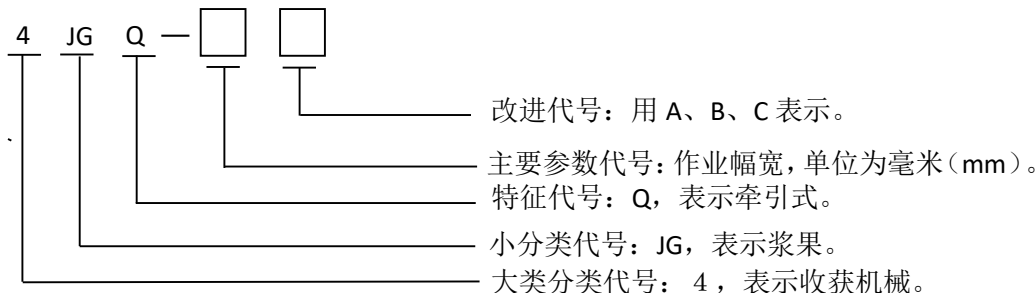 4 JG Q — □ □
改进代号：用 A、B、C 表示。
主要参数代号：作业幅宽，单位为毫米（mm）。
特征代号：Q，表示牵引式。
小分类代号：JG，表示浆果。
大类分类代号：４，表示收获机械。